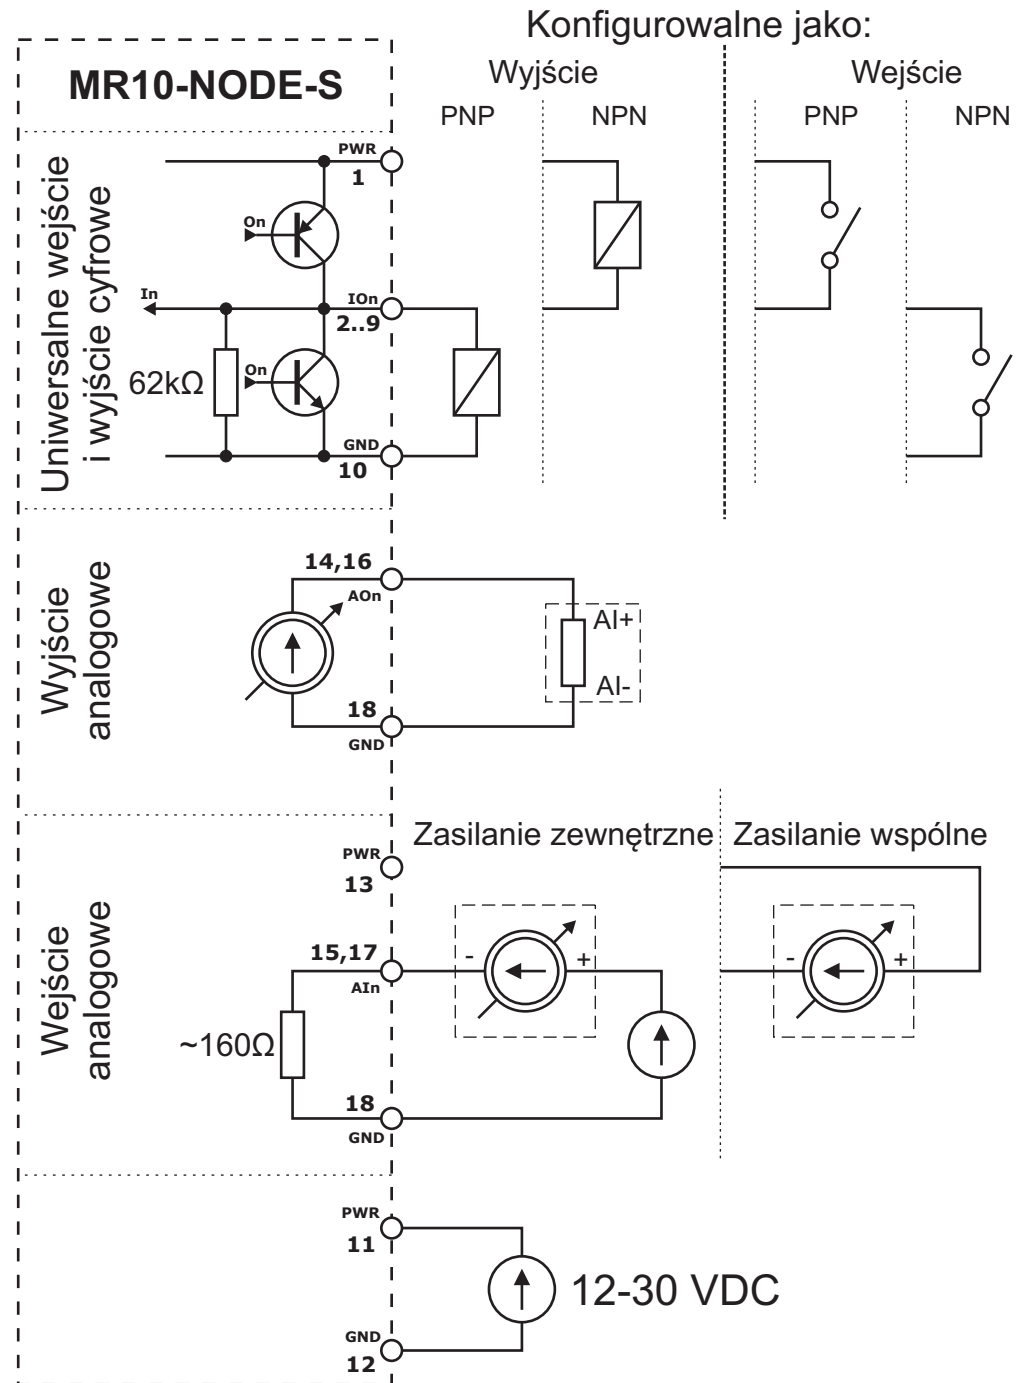 Konfigurowalne jako:
MR10-NODE-S
Wyjście
Wejście
PNP
NPN
PNP
NPN
Uniwersalne wejście
i wyjście cyfrowe
PWR
1
On
In
IOn
2..9
62kΩ
On
GND
10
Wyjście
analogowe
14,16
AOn
AI+
AI-
18
GND
Wejście
analogowe
Zasilanie zewnętrzne
Zasilanie wspólne
PWR
13
15,17
AIn
- +
- +
~160Ω
18
GND
PWR
11
12-30 VDC
GND
12